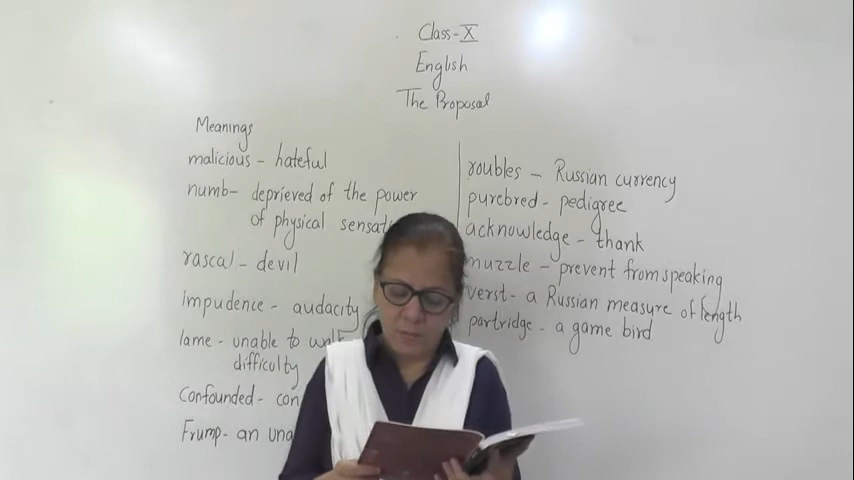 Class-X
English
The Proposal
Meanings
malicious - hateful
numb- deprieved of the power
of physical
rascal - devil
impudence - audacity
lame - unable to
difficulty
Confounded-
Frump- an
roubles - Russian currency
purebred - pedigree
acknowledge - thank
muzzle - prevent from speaking
verst- a Russian measure of length
partridge - a game bird